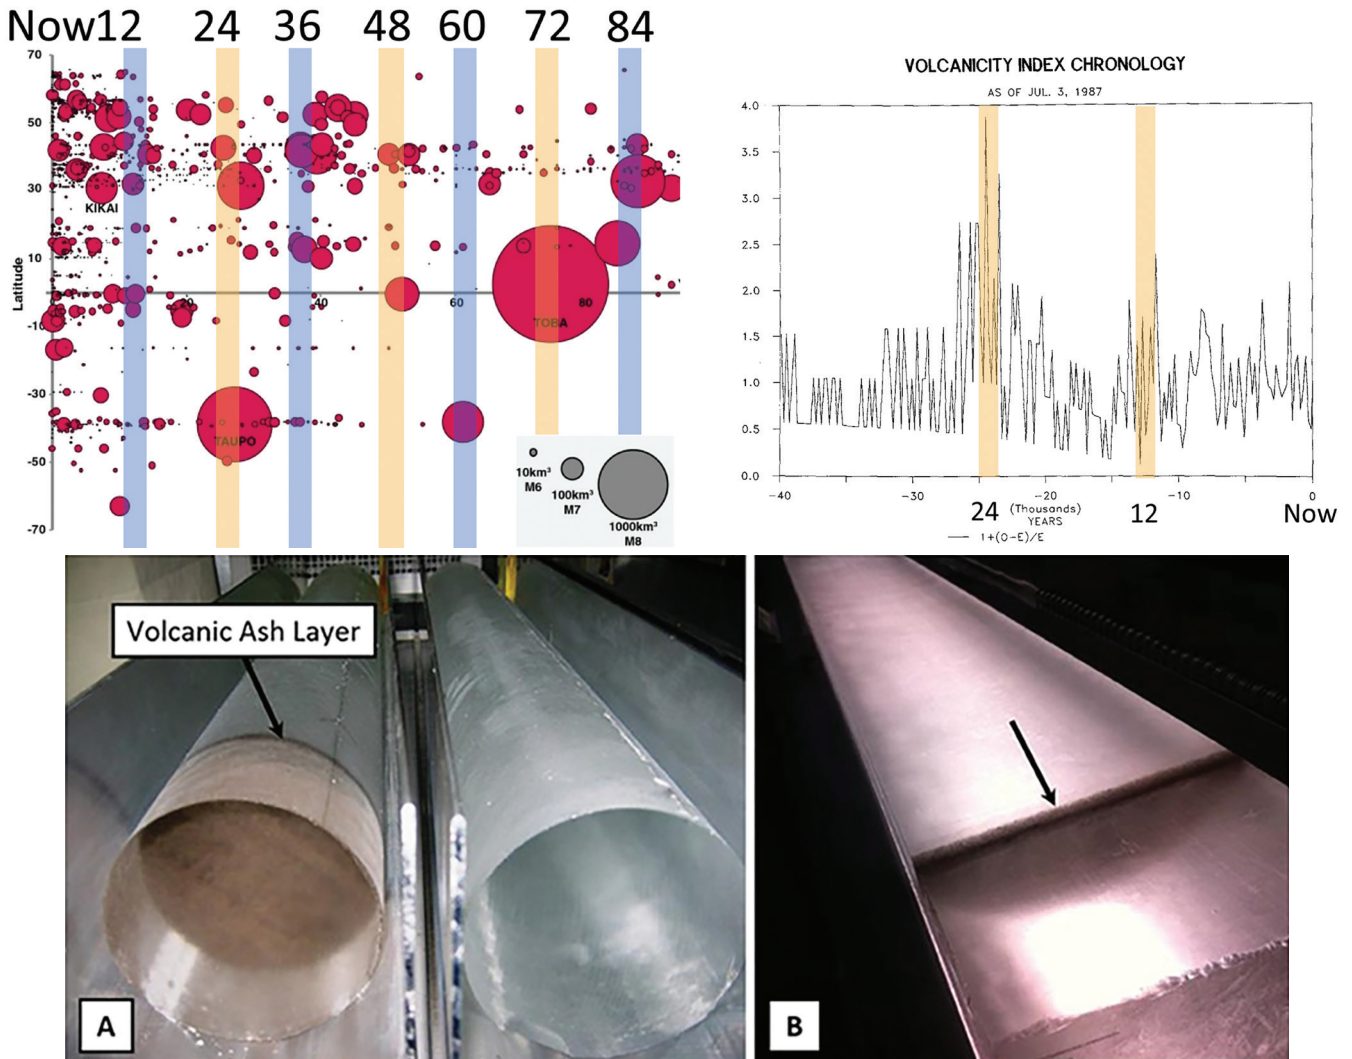 Now 12 24 36 48 60 72 84
70
50
30
10
-10
-30
-50
-70
Latitude
KIKAI
20 40 60 80
TOBA
TAUPO
10km³
M6
100km³
M7
1000km³
M8
VOLCANICITY INDEX CHRONOLOGY
AS OF JUL. 3, 1987
4.0
3.5
3.0
2.5
2.0
1.5
1.0
0.5
0.0
-40 -30 -20 -10 0
24 (Thousands) 12 Now
YEARS
1+(O-E)/E
Volcanic Ash Layer
A
B